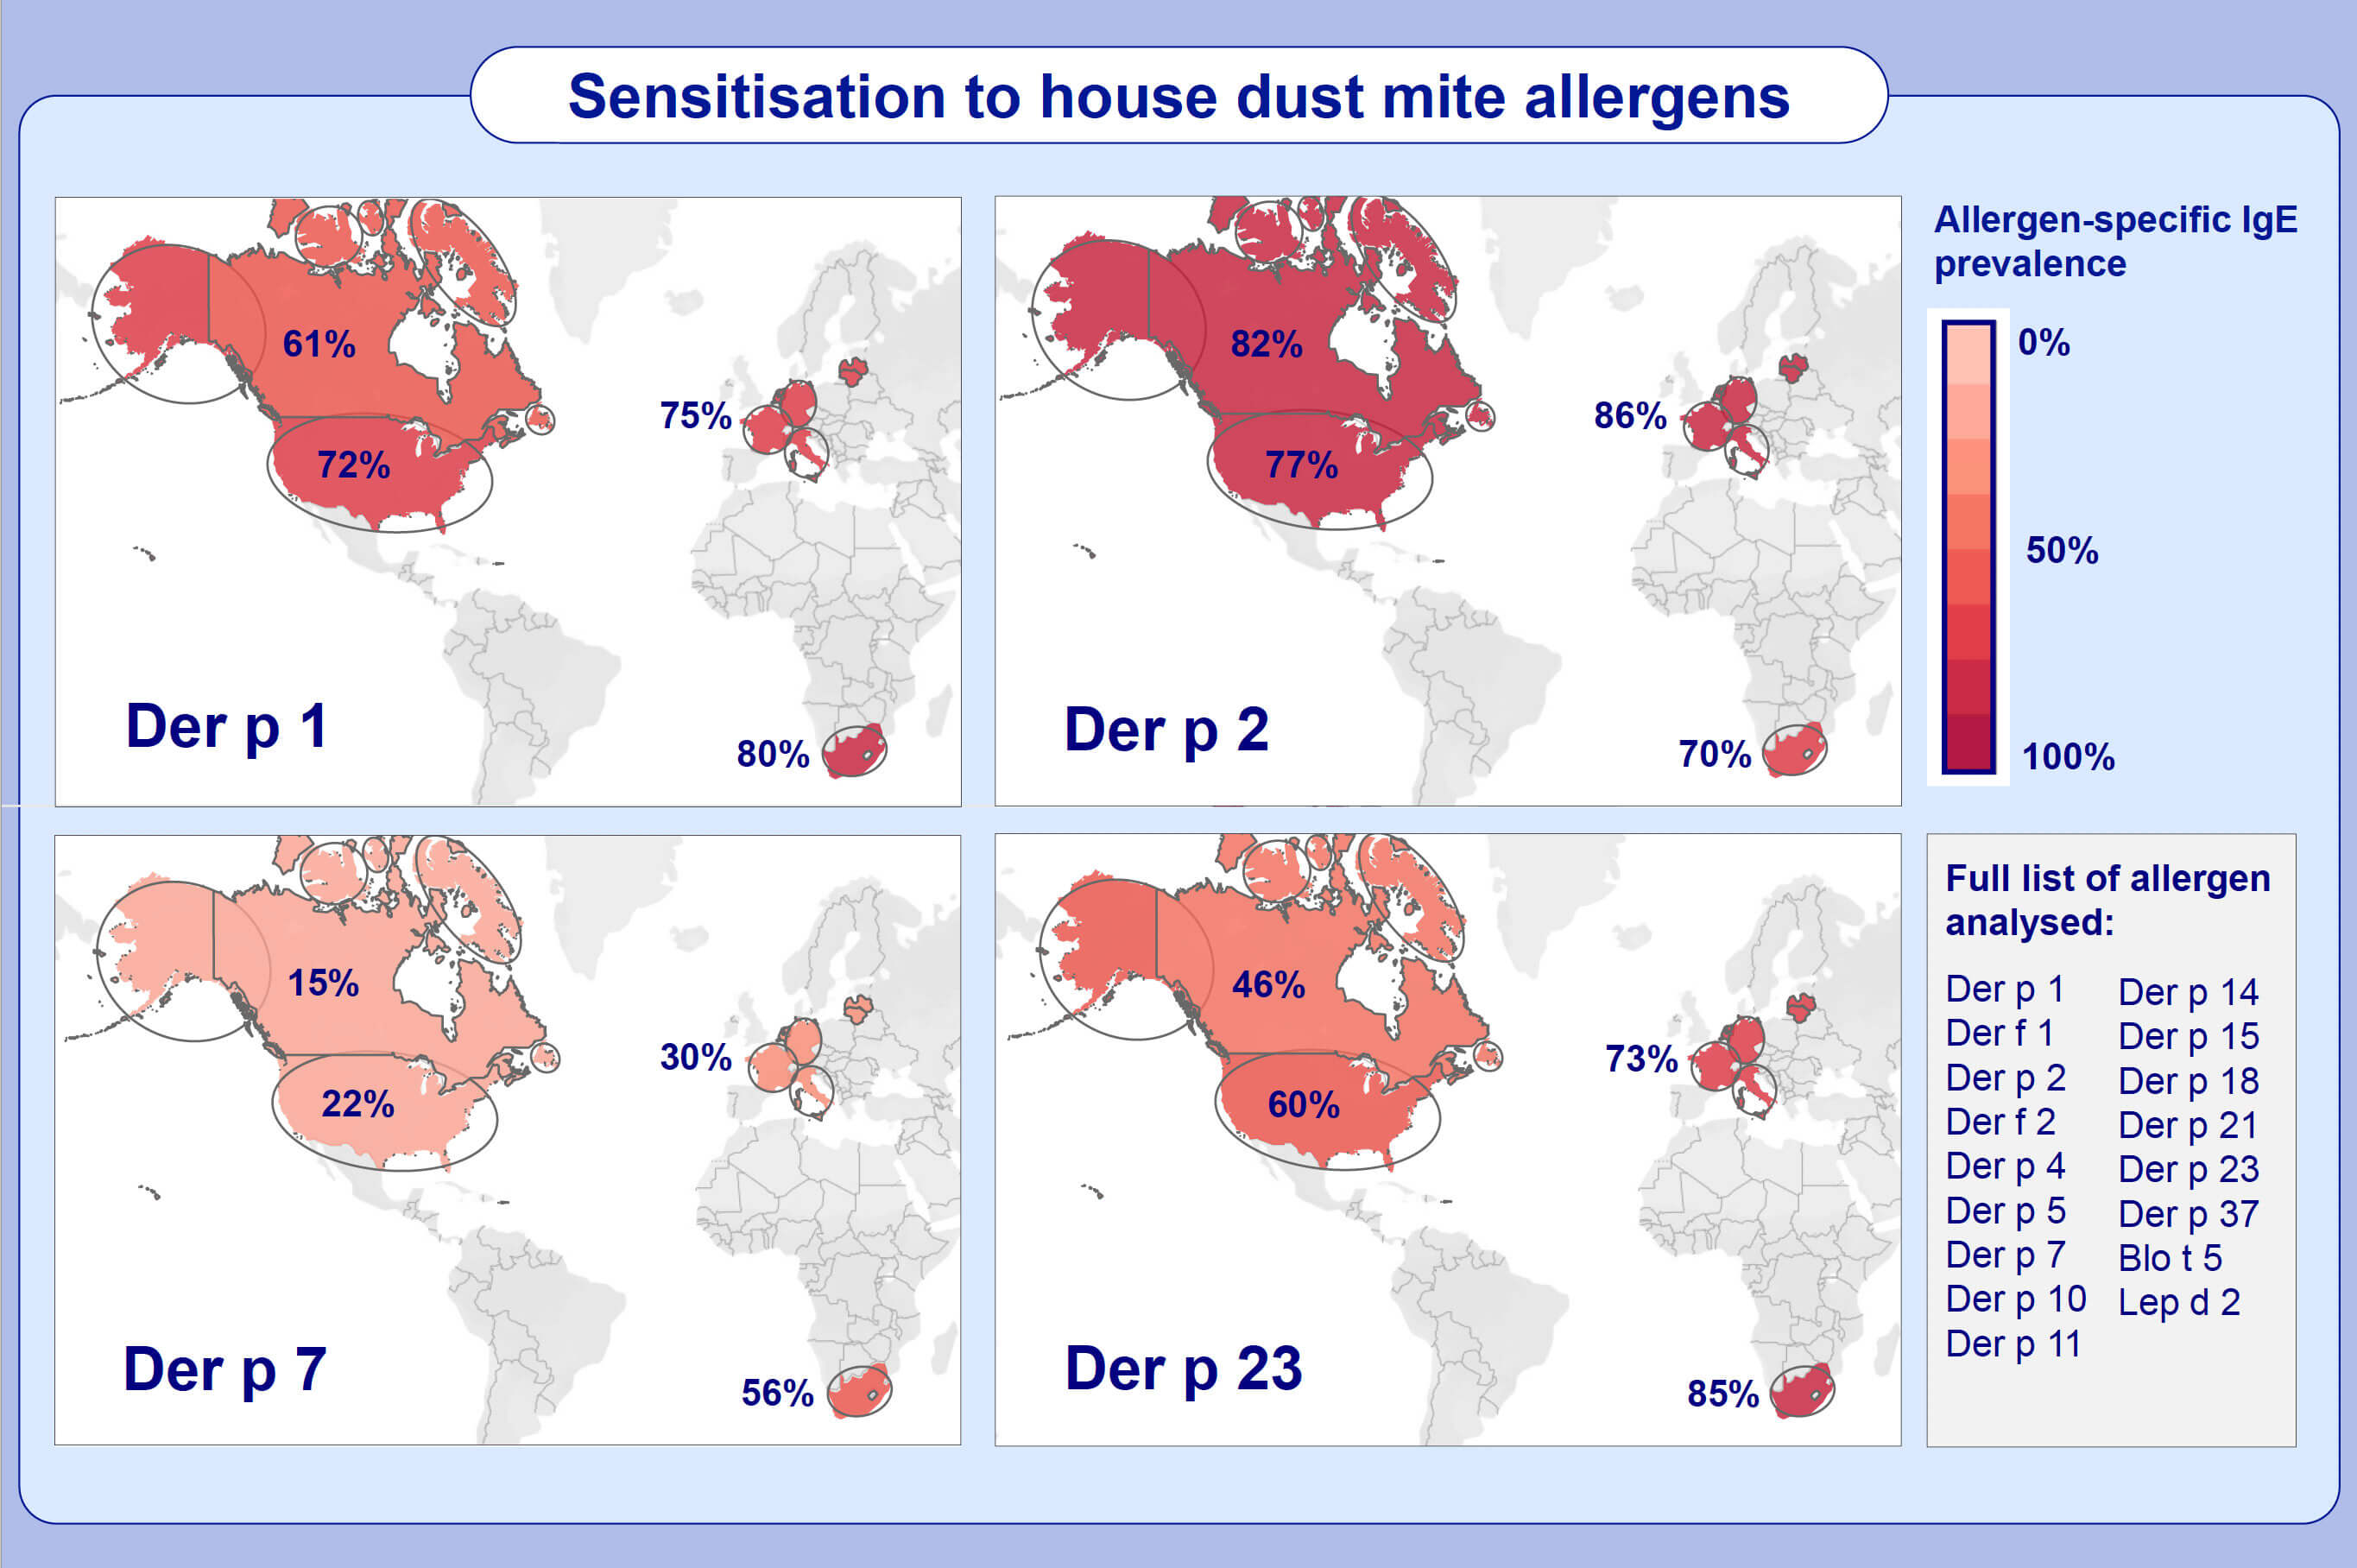 Sensitisation to house dust mite allergens
61%
75%
72%
80%
Der p 1
82%
86%
77%
70%
Der p 2
Allergen-specific IgE
prevalence
0%
50%
100%
15%
30%
22%
56%
Der p 7
46%
73%
60%
85%
Der p 23
Full list of allergen
analysed:
Der p 1
Der f 1
Der p 2
Der f 2
Der p 4
Der p 5
Der p 7
Der p 10
Der p 11
Der p 14
Der p 15
Der p 18
Der p 21
Der p 23
Der p 37
Blo t 5
Lep d 2